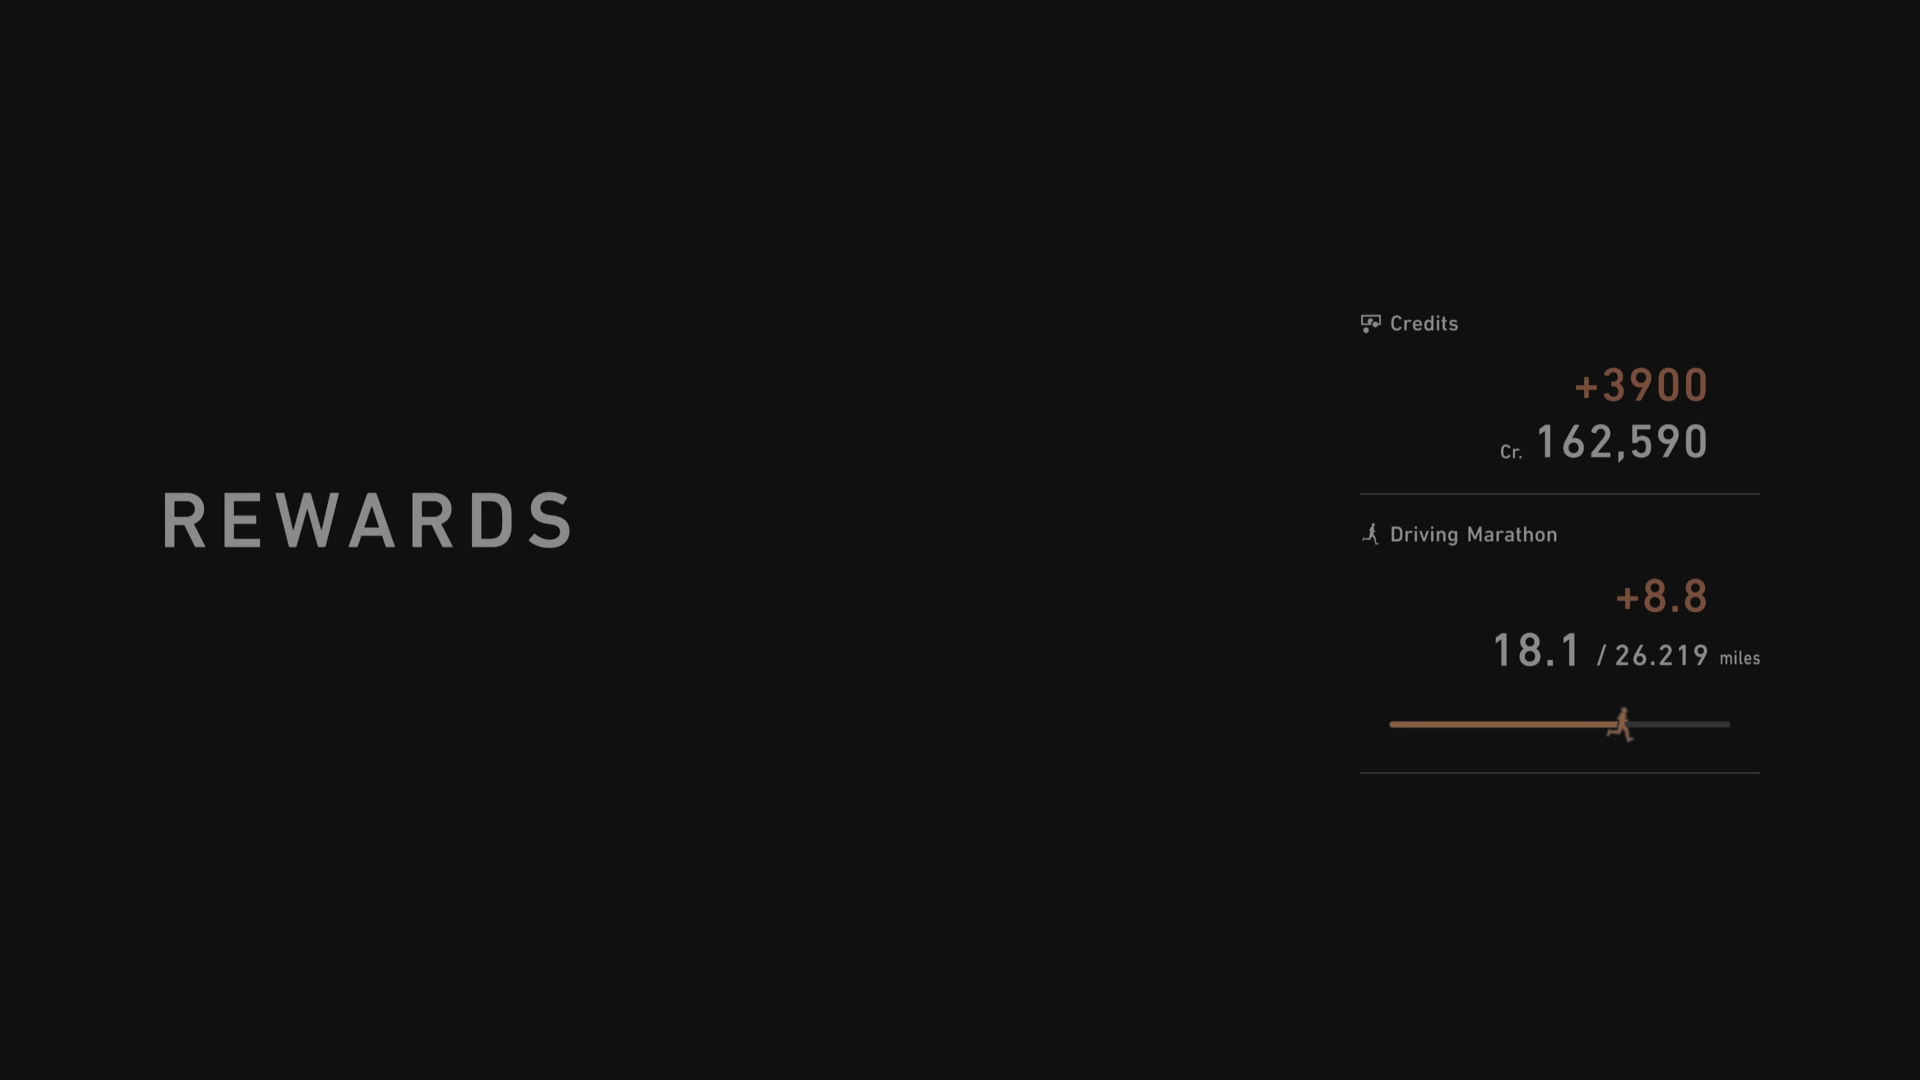 REWARDS
Credits
+3900
Cr. 162,590
Driving Marathon
+8.8
18.1 / 26.219 miles